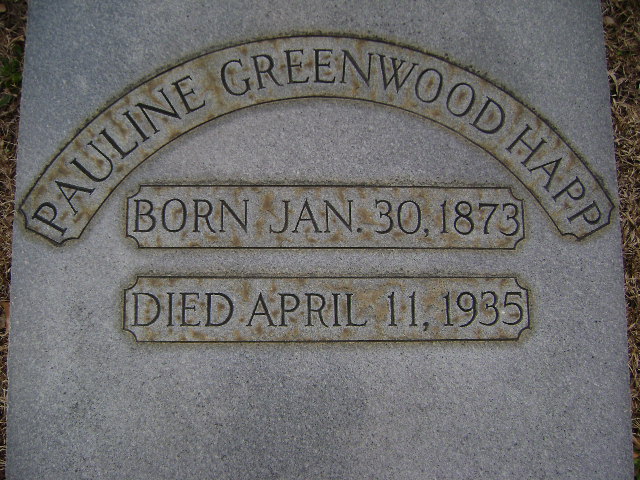 PAULINE GREENWOOD HAPP
BORN JAN. 30, 1873
DIED APRIL 11, 1935